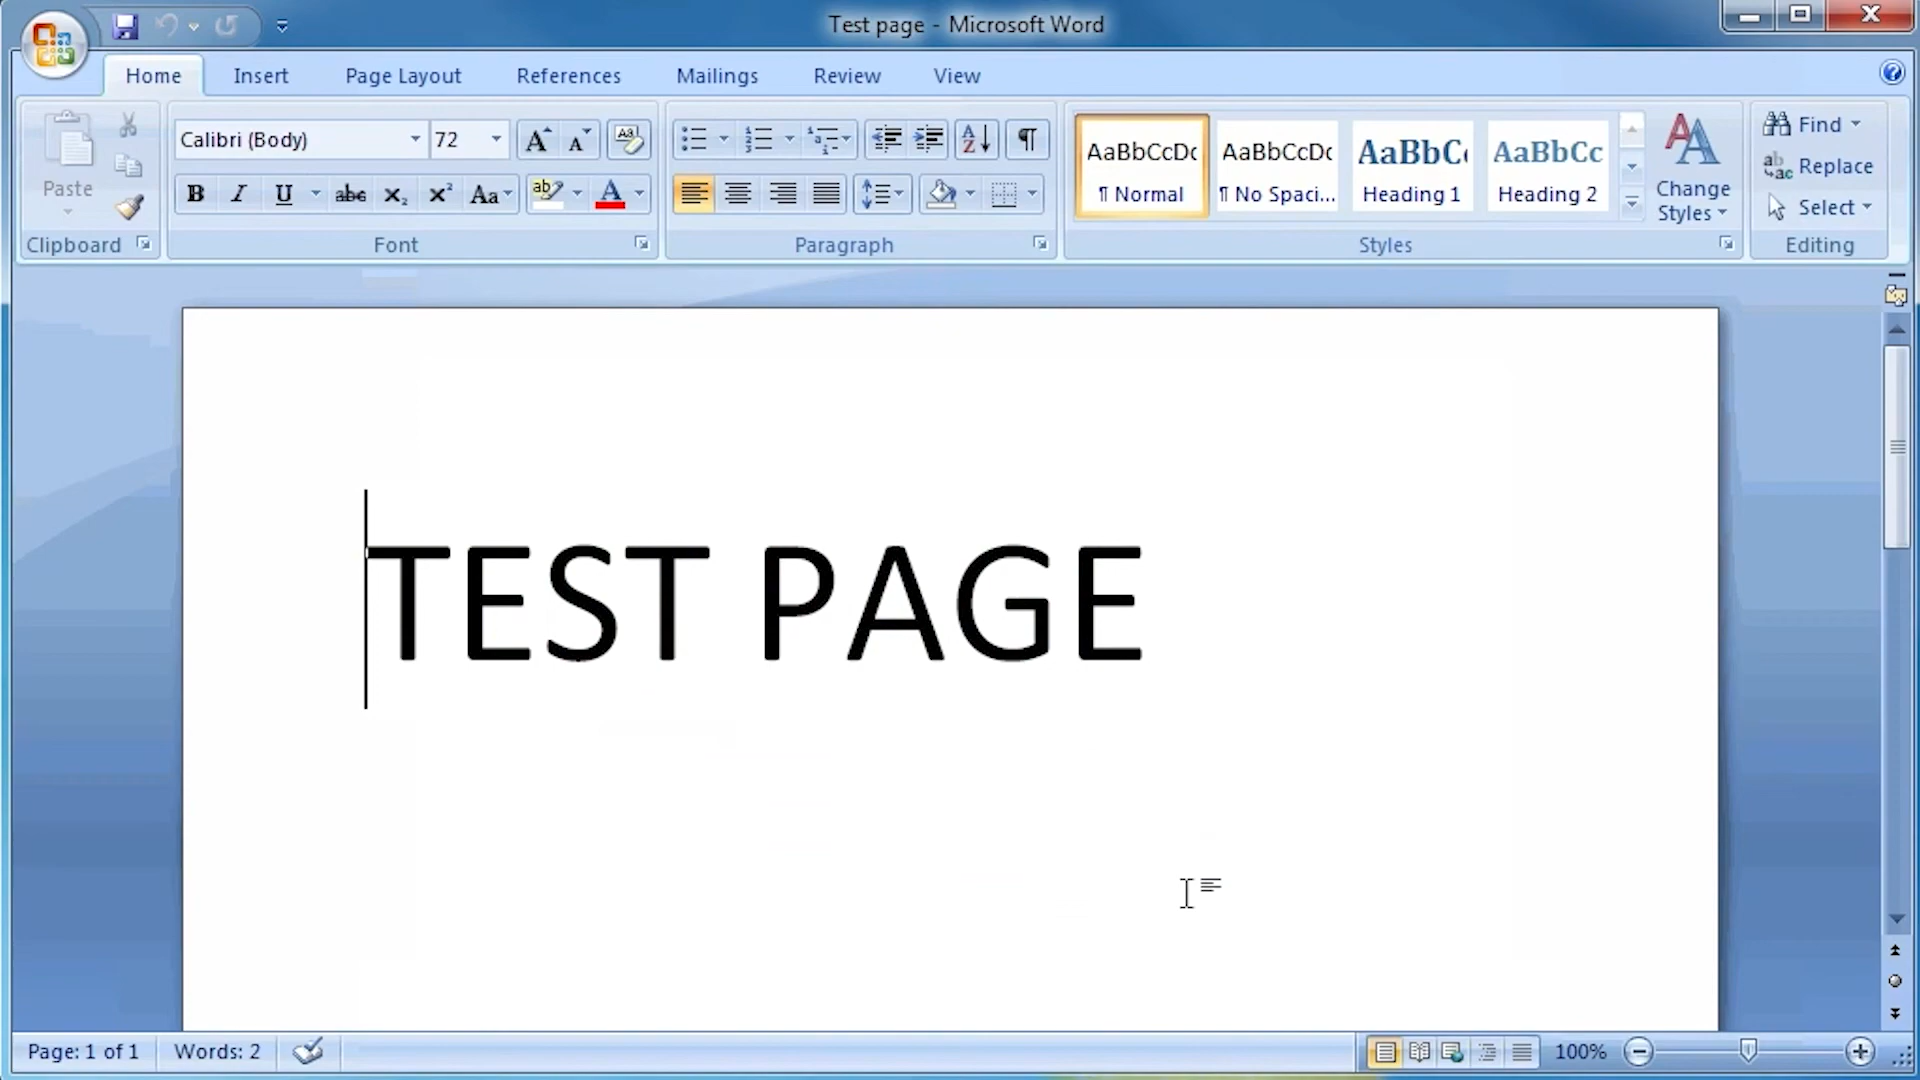 Test page - Microsoft Word
Home Insert Page Layout References Mailings Review View
Calibri (Body) 72
Paste
B I U abc X₂ X² Aa ab A
AaBbCcDc AaBbCcDc AaBbC AaBbCc
¶ Normal ¶ No Spaci... Heading 1 Heading 2
Change
Styles
Find
Replace
Select
Clipboard Font Paragraph Styles Editing
TEST PAGE
Page: 1 of 1 Words: 2 100%